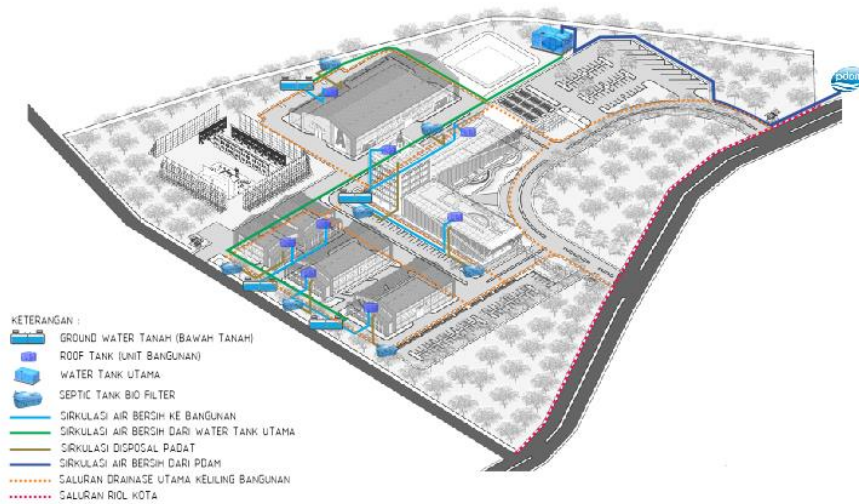 pdam
KETERANGAN :
GROUND WATER TANAH (BAWAH TANAH)
ROOF TANK (UNIT BANGUNAN)
WATER TANK UTAMA
SEPTIC TANK BIO FILTER
SIRKULASI AIR BERSIH KE BANGUNAN
SIRKULASI AIR BERSIH DARI WATER TANK UTAMA
SIRKULASI DISPOSAL PADAT
SIRKULASI AIR BERSIH DARI PDAM
SALURAN DRAINASE UTAMA KELILING BANGUNAN
SALURAN RIOL KOTA